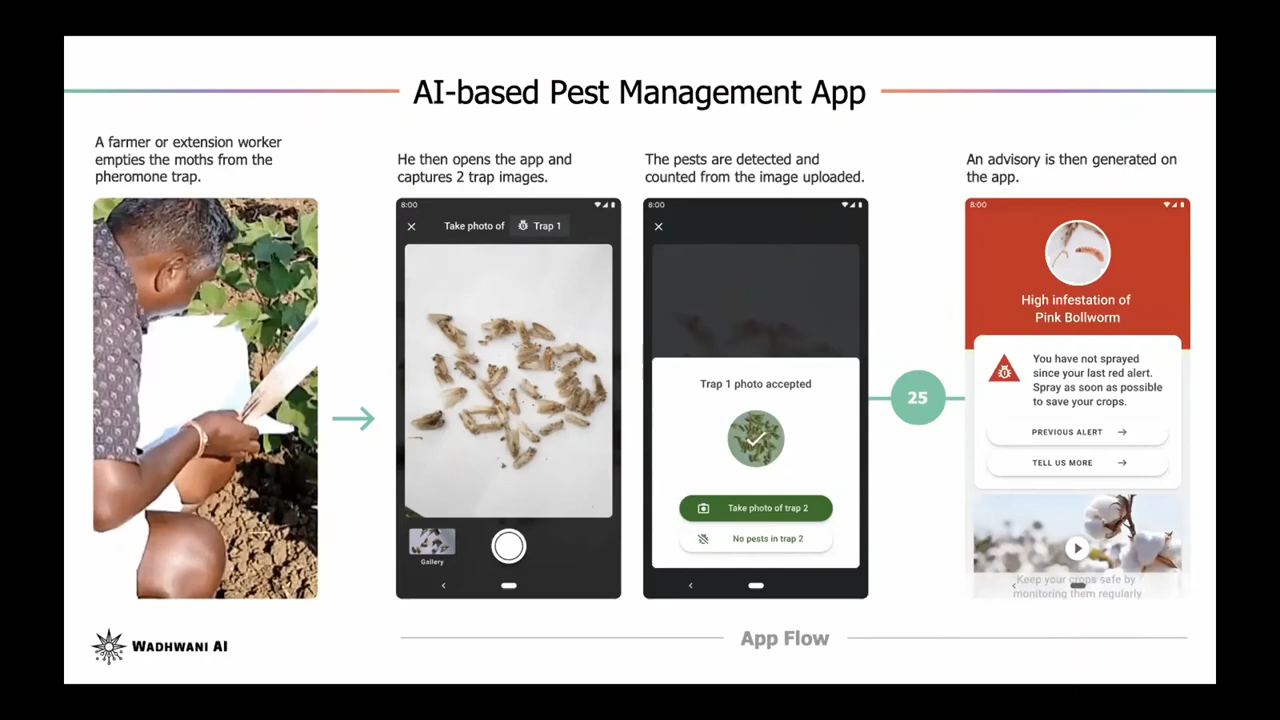 AI-based Pest Management App
A farmer or extension worker
empties the moths from the
pheromone trap.
He then opens the app and
captures 2 trap images.
The pests are detected and
counted from the image uploaded.
An advisory is then generated on
the app.
8:00
Take photo of Trap 1
Gallery
8:00
Trap 1 photo accepted
Take photo of trap 2
No pests in trap 2
25
8:00
High infestation of
Pink Bollworm
You have not sprayed
since your last red alert.
Spray as soon as possible
to save your crops.
PREVIOUS ALERT
TELL US MORE
Keep your crops safe by
monitoring them regularly
WADHWANI AI
App Flow